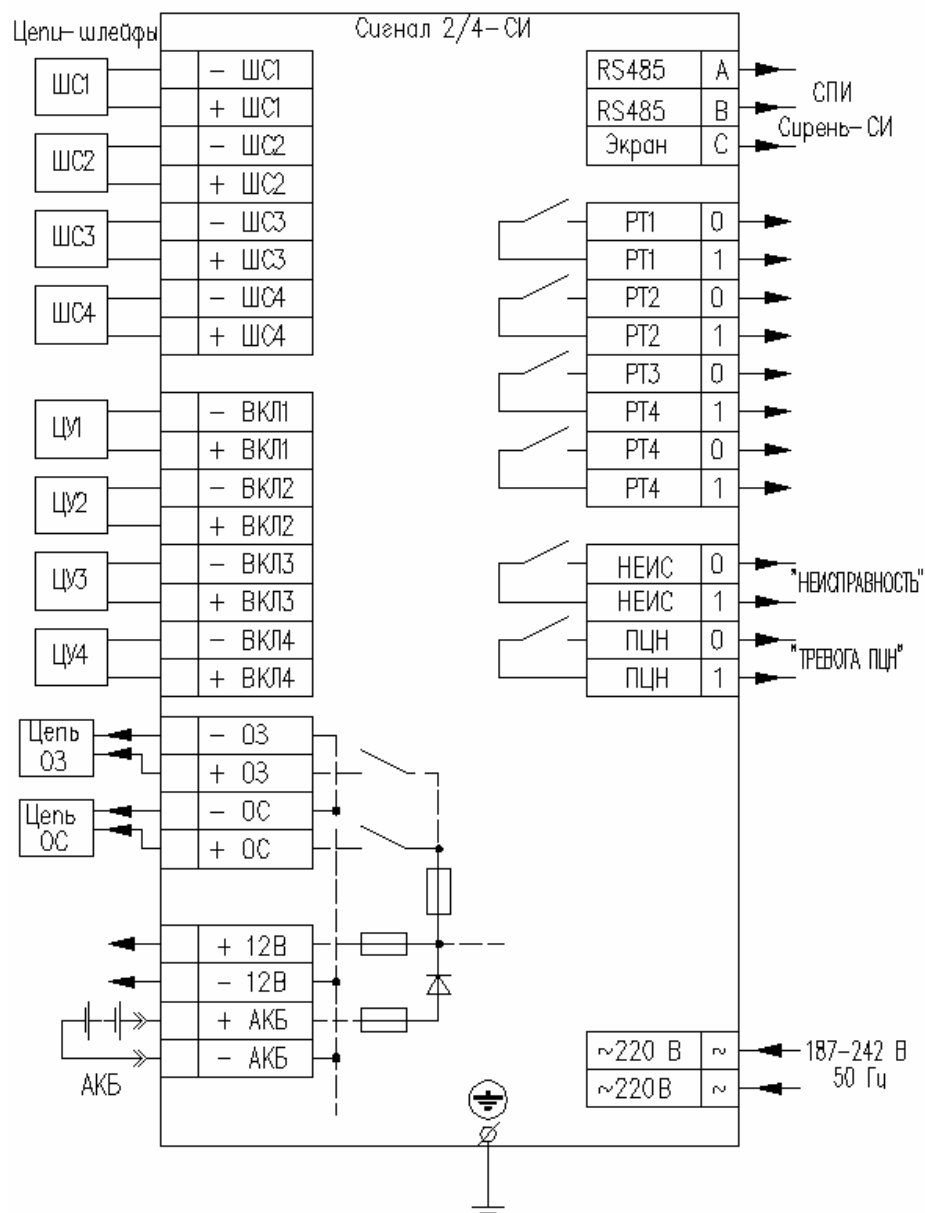 Сигнал 2/4-СИ
Цепи-шлейфы
ШС1
- ШС1
+ ШС1
ШС2
- ШС2
+ ШС2
ШС3
- ШС3
+ ШС3
ШС4
- ШС4
+ ШС4
ЦУ1
- ВКЛ1
+ ВКЛ1
ЦУ2
- ВКЛ2
+ ВКЛ2
ЦУ3
- ВКЛ3
+ ВКЛ3
ЦУ4
- ВКЛ4
+ ВКЛ4
Цепь
ОЗ
- ОЗ
+ ОЗ
Цепь
ОС
- ОС
+ ОС
+ 12В
- 12В
+ АКБ
- АКБ
АКБ
RS485 A
RS485 B
Экран C
СПИ
Сирень-СИ
РТ1 0
РТ1 1
РТ2 0
РТ2 1
РТ3 0
РТ4 1
РТ4 0
РТ4 1
НЕИС 0
НЕИС 1
"НЕИСПРАВНОСТЬ"
ПЦН 0
ПЦН 1
"ТРЕВОГА ПЦН"
~220 В ~
~220В ~
187-242 В
50 Гц